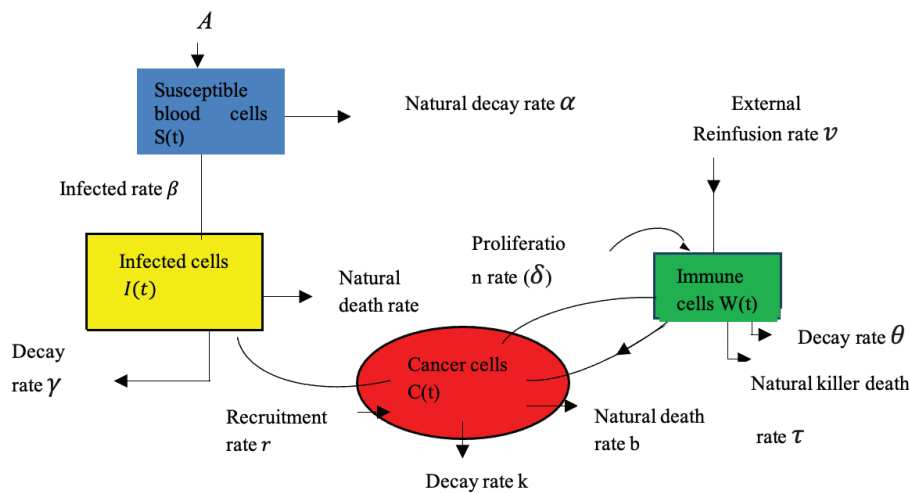 A
Susceptible
blood cells
S(t)
Natural decay rate α
External
Reinfusion rate v
Infected rate β
Proliferatio
n rate (δ)
Infected cells
I(t)
Natural
death rate
Immune
cells W(t)
Decay rate θ
Decay
rate γ
Cancer cells
C(t)
Natural killer death
rate τ
Recruitment
rate r
Natural death
rate b
Decay rate k